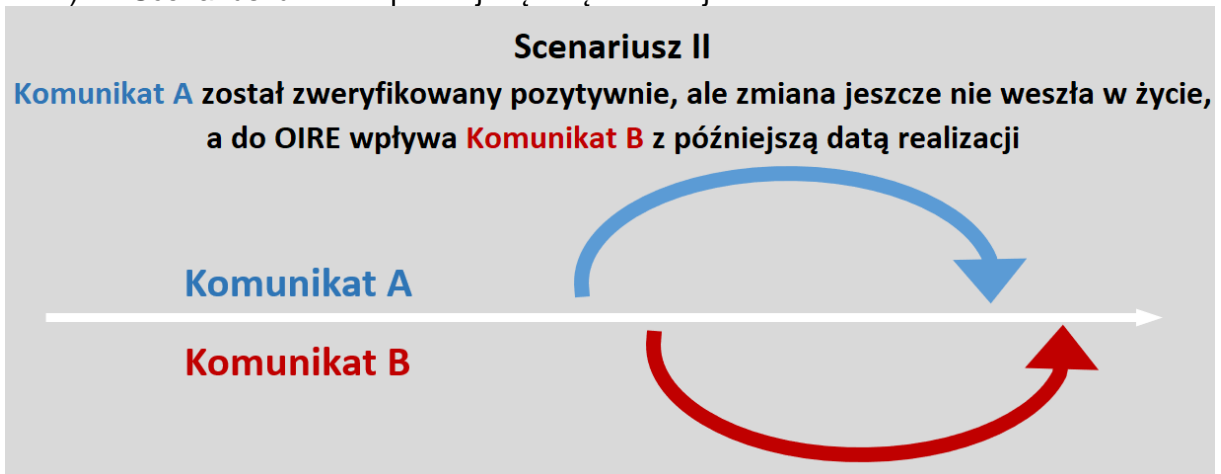 Scenariusz II
Komunikat A został zweryfikowany pozytywnie, ale zmiana jeszcze nie weszła w życie,
a do OIRE wpływa Komunikat B z późniejszą datą realizacji
Komunikat A
Komunikat B